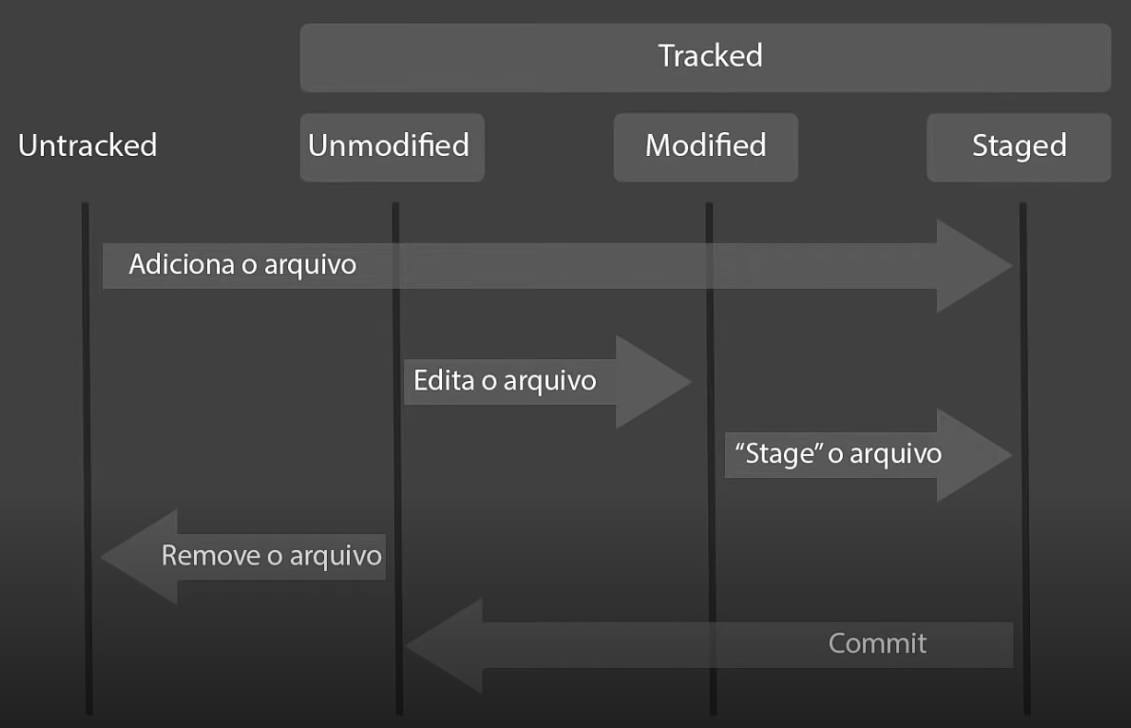 Tracked
Untracked
Unmodified
Modified
Staged
Adiciona o arquivo
Edita o arquivo
“Stage” o arquivo
Remove o arquivo
Commit